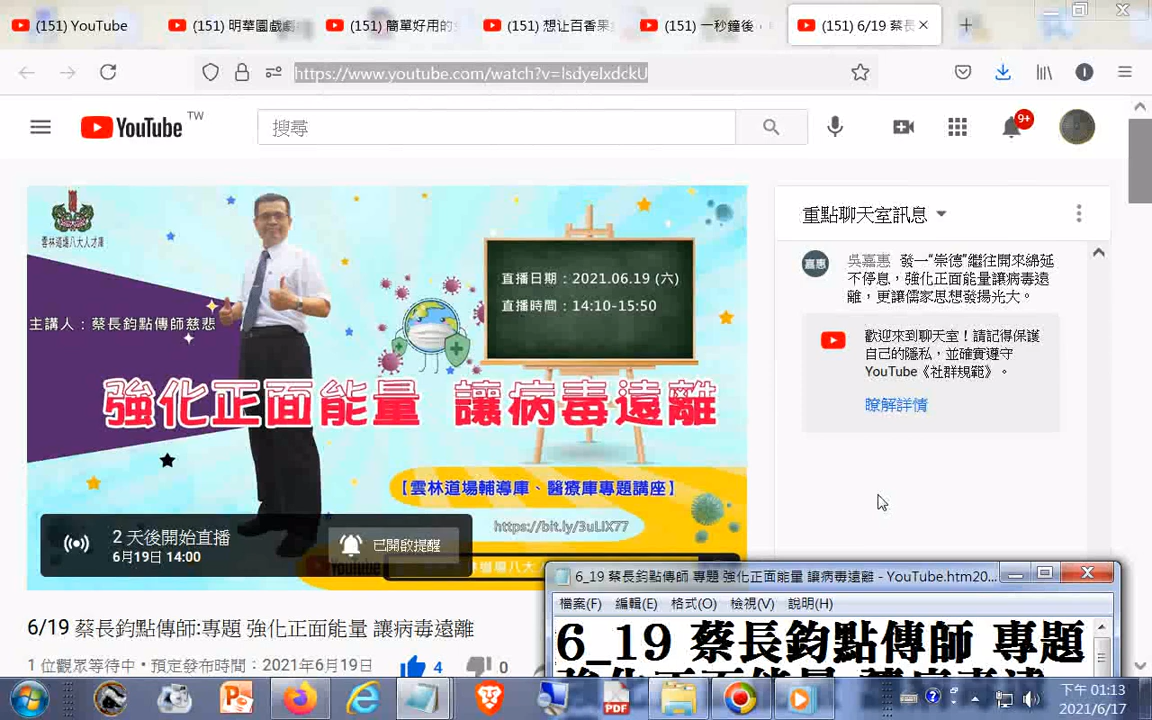 (151) YouTube
(151) 明華園戲劇
(151) 簡單好用的
(151) 想让百香果
(151) 一秒鐘後，
(151) 6/19 蔡長
https://www.youtube.com/watch?v=lsdyelxdckU
YouTube TW
搜尋
9+
雲林道場八大人才庫
直播日期：2021.06.19 (六)
直播時間：14:10-15:50
主講人：蔡長鈞點傳師慈悲
強化正面能量 讓病毒遠離
【雲林道場輔導庫、醫療庫專題講座】
https://bit.ly/3uLlX77
2 天後開始直播
6月19日 14:00
已開啟提醒
重點聊天室訊息
嘉惠
吳嘉惠 發一“崇德”繼往開來綿延
不停息，強化正面能量讓病毒遠
離，更讓儒家思想發揚光大。
歡迎來到聊天室！請記得保護
自己的隱私，並確實遵守
YouTube《社群規範》。
瞭解詳情
6/19 蔡長鈞點傳師:專題 強化正面能量 讓病毒遠離
1 位觀眾等待中 • 預定發布時間：2021年6月19日
4
0
6_19 蔡長鈞點傳師 專題 強化正面能量 讓病毒遠離 - YouTube.htm20...
檔案(F) 編輯(E) 格式(O) 檢視(V) 說明(H)
6_19 蔡長鈞點傳師 專題
強化正面能量 讓病毒遠
PDF
下午 01:13
2021/6/17